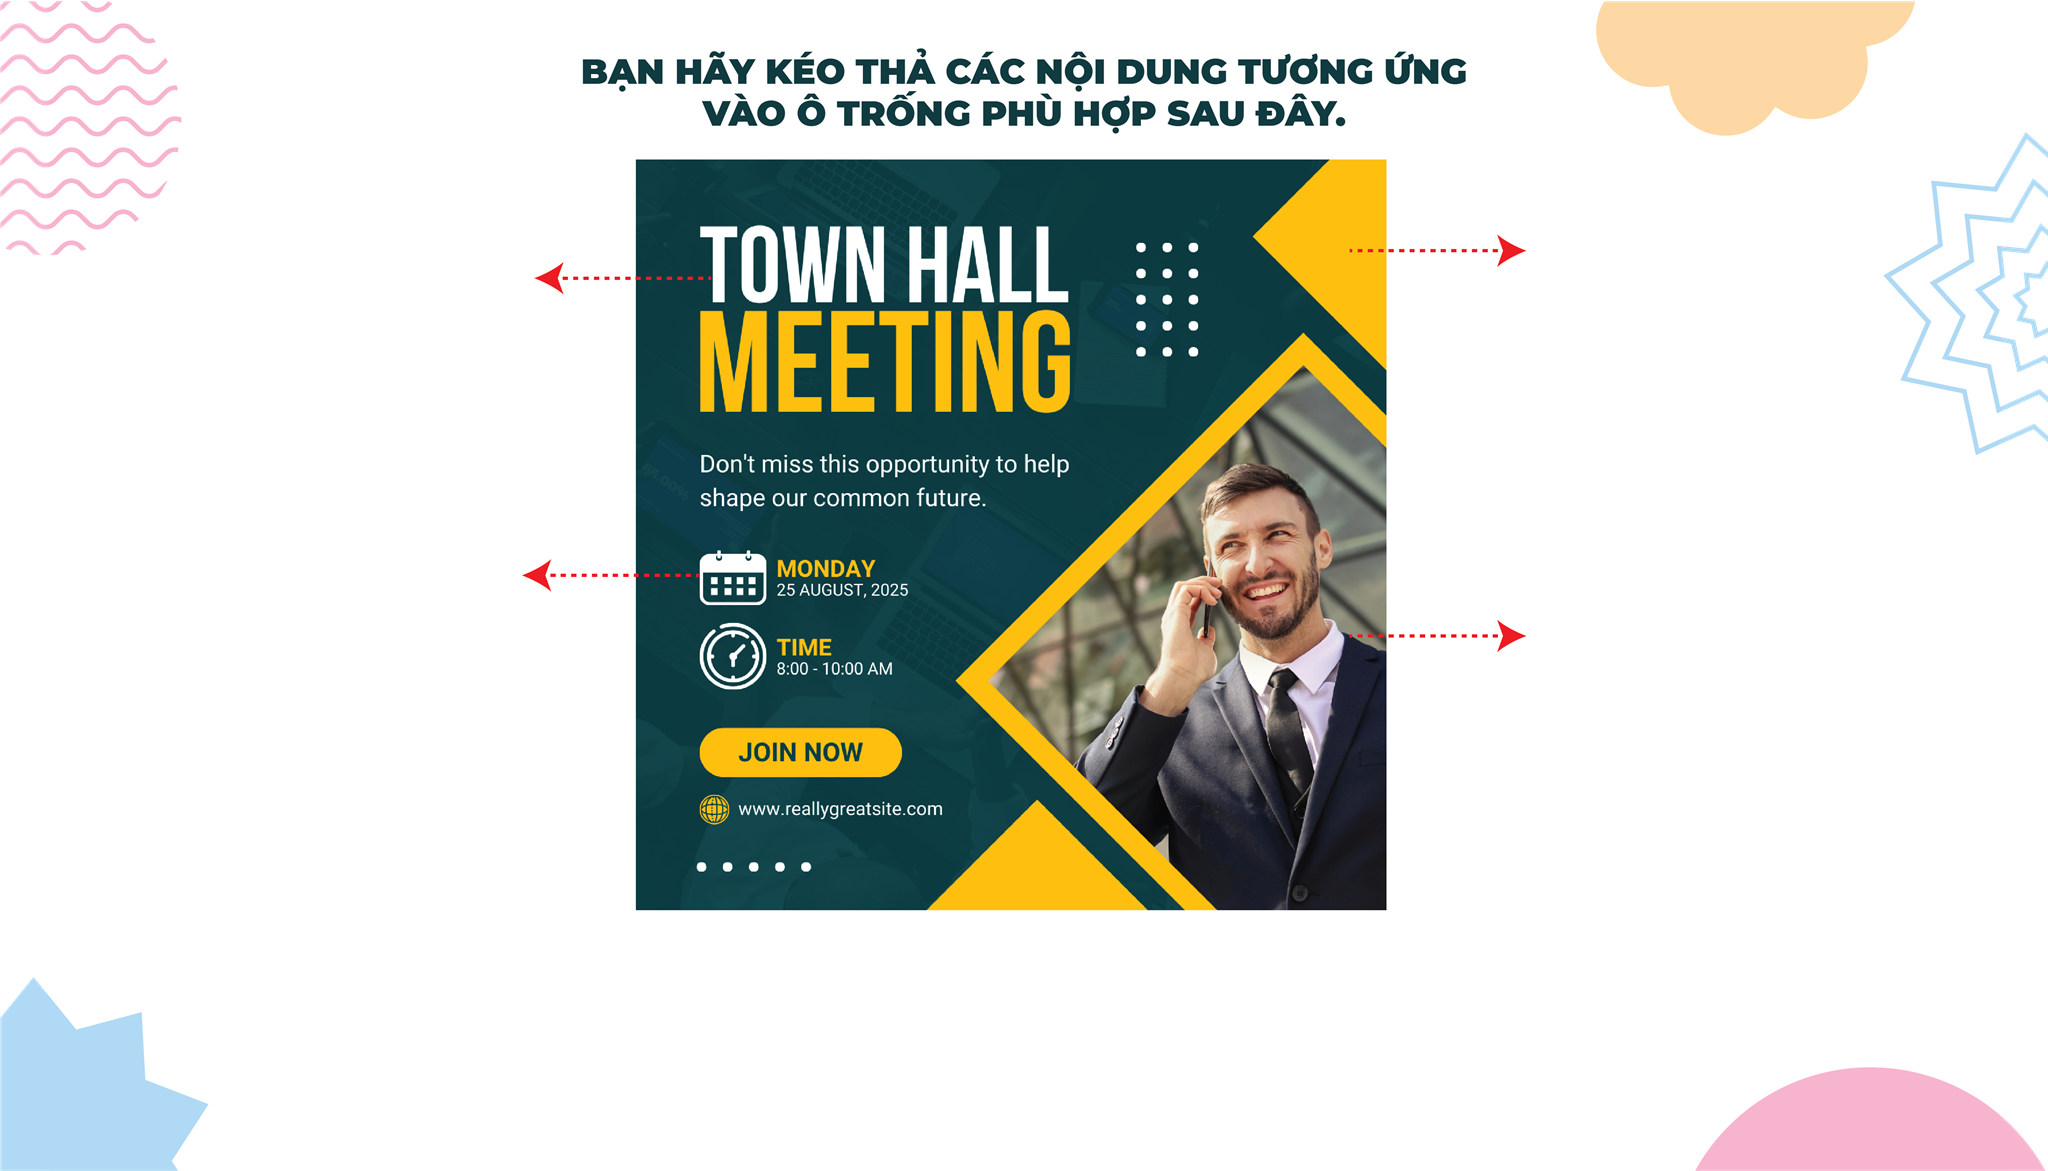 BẠN HÃY KÉO THẢ CÁC NỘI DUNG TƯƠNG ỨNG
VÀO Ô TRỐNG PHÙ HỢP SAU ĐÂY.
TOWN HALL
MEETING
Don't miss this opportunity to help
shape our common future.
MONDAY
25 AUGUST, 2025
TIME
8:00 - 10:00 AM
JOIN NOW
www.reallygreatsite.com